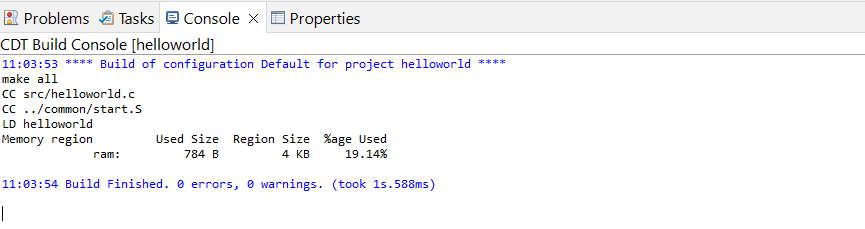 Problems Tasks Console Properties
CDT Build Console [helloworld]
11:03:53 **** Build of configuration Default for project helloworld ****
make all
CC src/helloworld.c
CC ../common/start.S
LD helloworld
Memory region         Used Size  Region Size  %age Used
             ram:         784 B         4 KB     19.14%
11:03:54 Build Finished. 0 errors, 0 warnings. (took 1s.588ms)